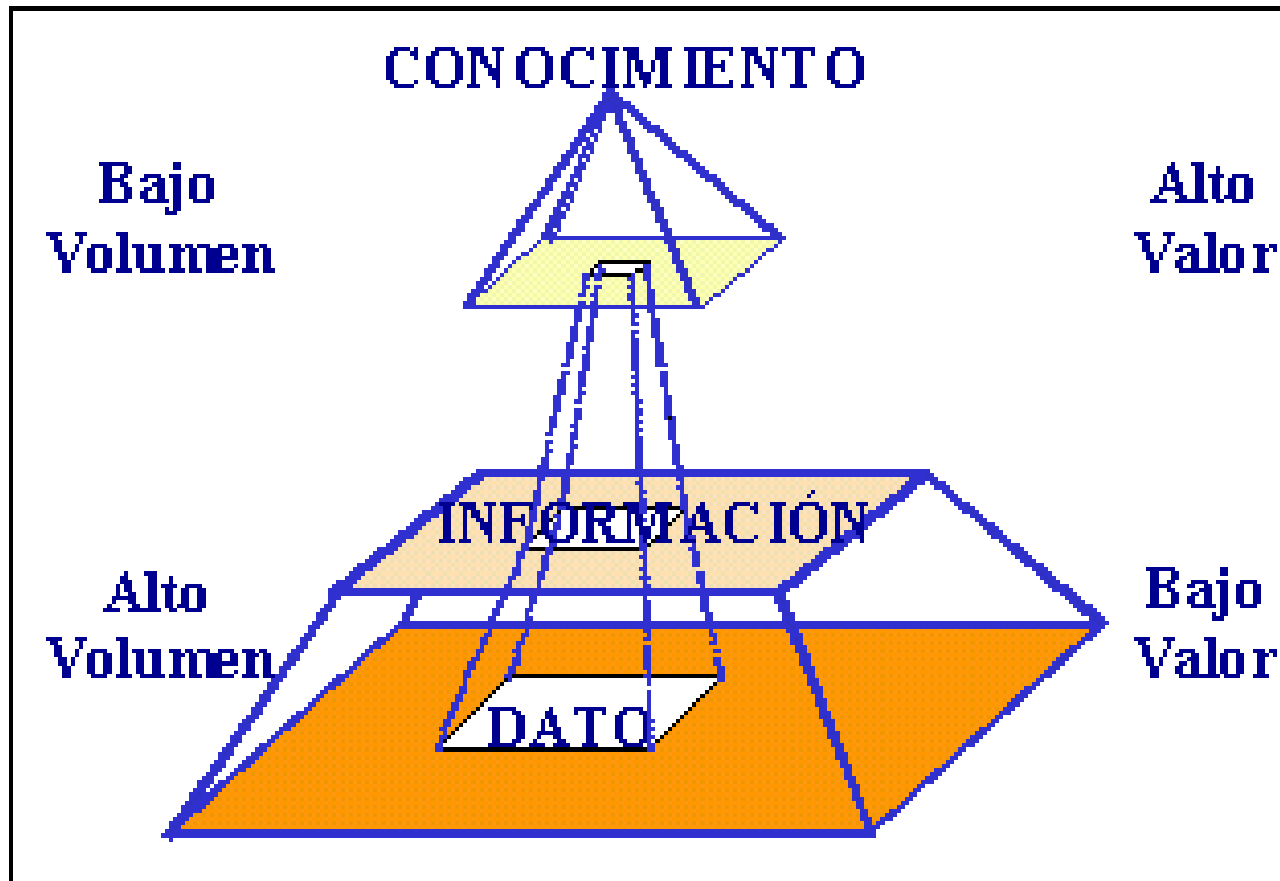 CONOCIMIENTO
Bajo
Volumen
Alto
Valor
INFORMACIÓN
Alto
Volumen
Bajo
Valor
DATO